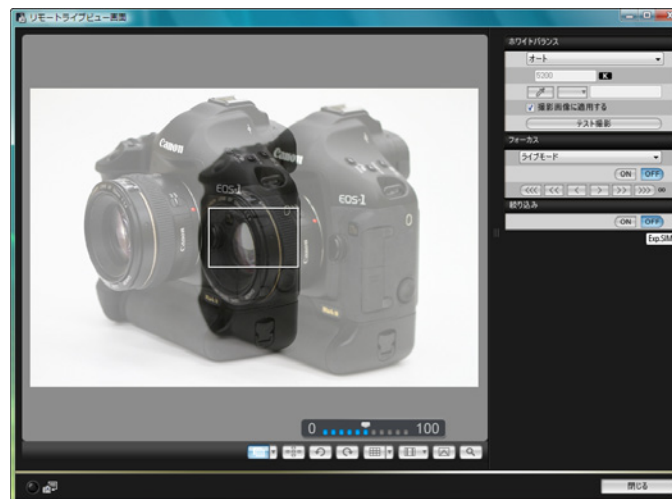 リモートライブビュー画面
ホワイトバランス
オート
5200
K
撮影画像に適用する
テスト撮影
フォーカス
ライブモード
ON OFF
<<< << < > >> >>> ∞
絞り込み
ON OFF
Exp.SIM
Canon
Canon
EOS-1
EOS-1
Canon
Canon
0 100
閉じる